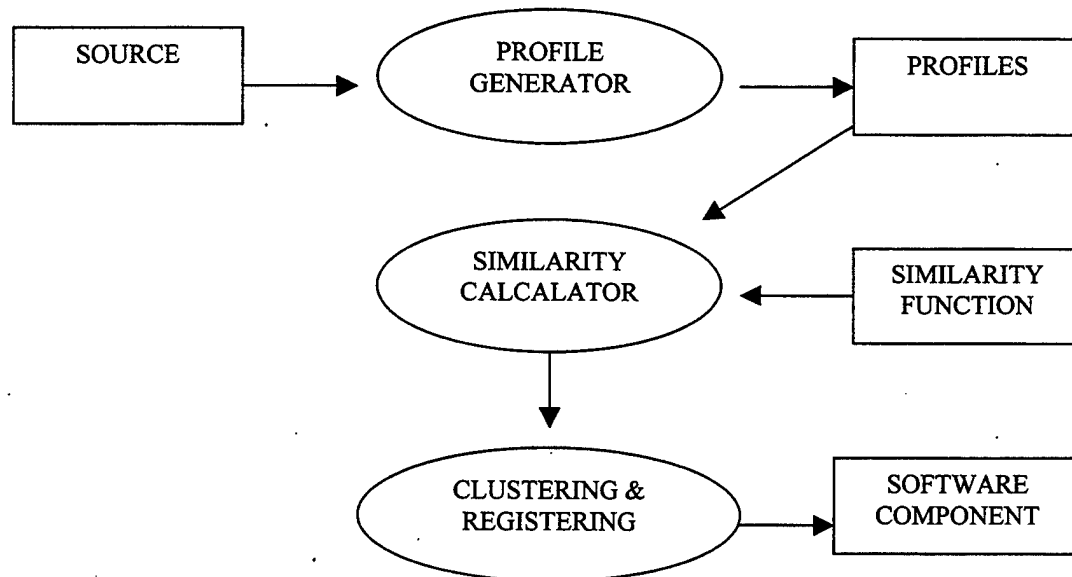 SOURCE
PROFILE
GENERATOR
PROFILES
SIMILARITY
CALCALATOR
SIMILARITY
FUNCTION
CLUSTERING &
REGISTERING
SOFTWARE
COMPONENT